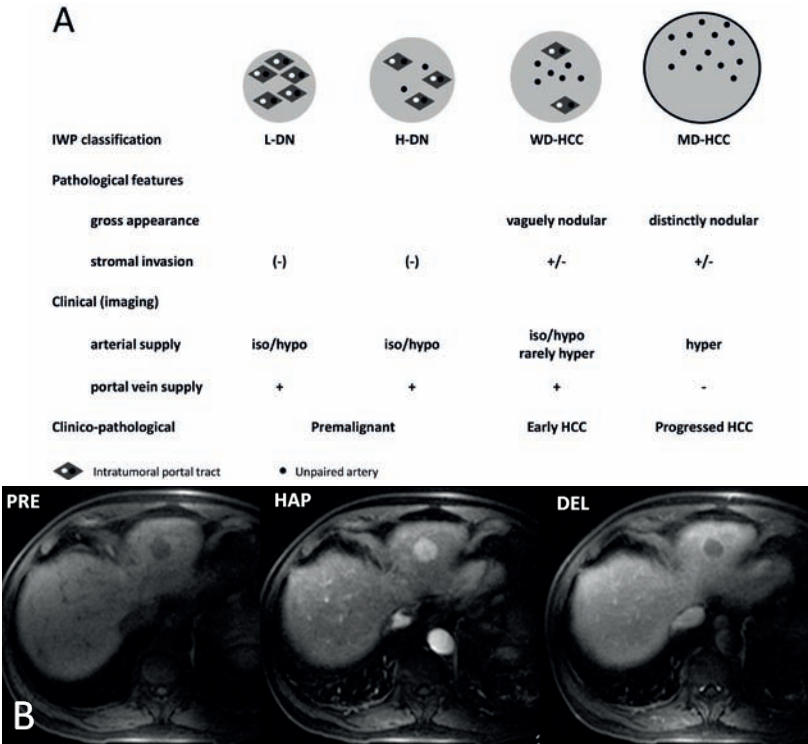 A
IWP classification L-DN H-DN WD-HCC MD-HCC
Pathological features
gross appearance vaguely nodular distinctly nodular
stromal invasion (-) (-) +/- +/-
Clinical (imaging)
arterial supply iso/hypo iso/hypo iso/hypo rarely hyper hyper
portal vein supply + + + -
Clinico-pathological Premalignant Early HCC Progressed HCC
Intratumoral portal tract Unpaired artery
PRE HAP DEL
B